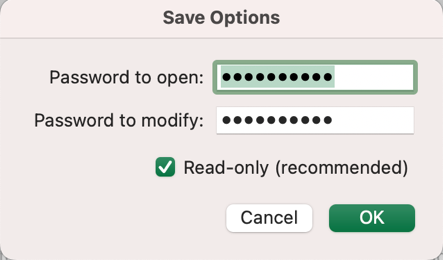 Save Options
Password to open: ●●●●●●●●●●
Password to modify: ●●●●●●●●●●
Read-only (recommended)
Cancel OK